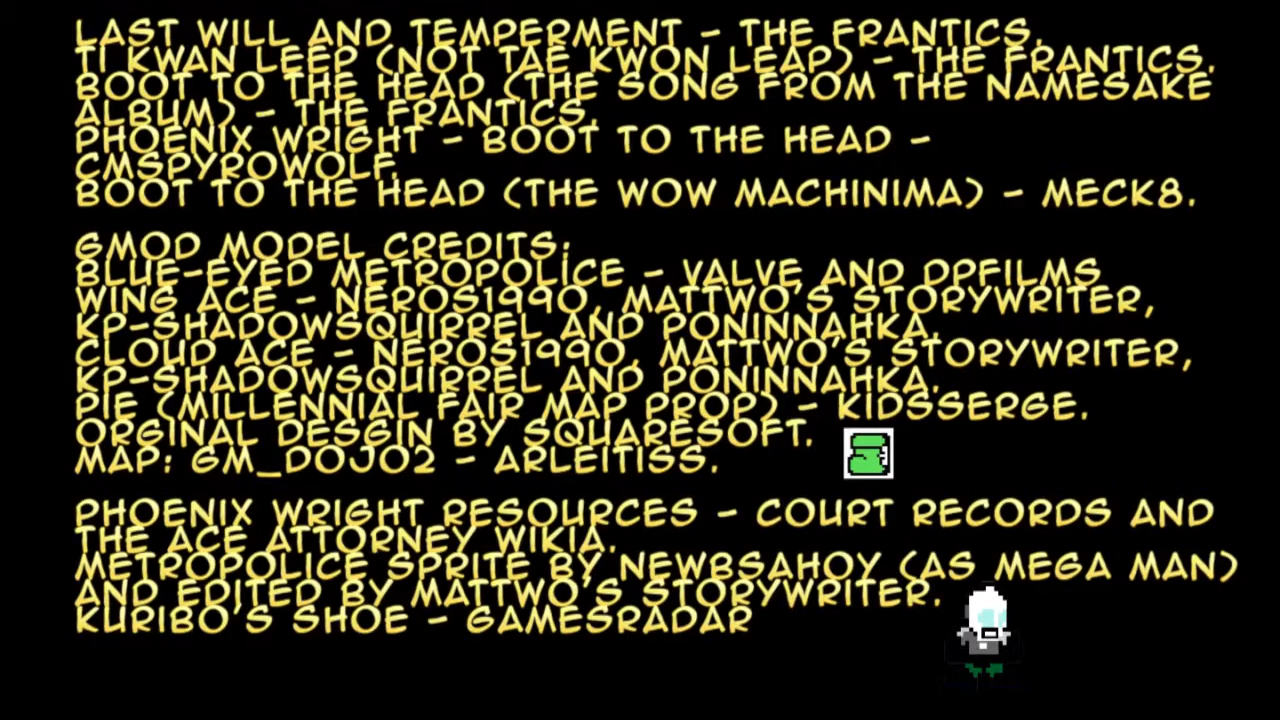 LAST WILL AND TEMPERMENT - THE FRANTICS.
TI KWAN LEEP (NOT TAE KWON LEAP) - THE FRANTICS.
BOOT TO THE HEAD (THE SONG FROM THE NAMESAKE
ALBUM) - THE FRANTICS.
PHOENIX WRIGHT - BOOT TO THE HEAD -
CMSPYROWOLF.
BOOT TO THE HEAD (THE WOW MACHINIMA) - MECK8.
GMOD MODEL CREDITS:
BLUE-EYED METROPOLICE - VALVE AND DPFILMS
WING ACE - NEROS1990, MATTWO'S STORYWRITER,
KP-SHADOWSQUIRREL AND PONINNAHKA.
CLOUD ACE - NEROS1990, MATTWO'S STORYWRITER,
KP-SHADOWSQUIRREL AND PONINNAHKA.
PIE (MILLENNIAL FAIR MAP PROP) - KIDSSERGE.
ORGINAL DESGIN BY SQUARESOFT.
MAP: GM_DOJO2 - ARLEITISS.
PHOENIX WRIGHT RESOURCES - COURT RECORDS AND
THE ACE ATTORNEY WIKIA.
METROPOLICE SPRITE BY NEWBSAHOY (AS MEGA MAN)
AND EDITED BY MATTWO'S STORYWRITER.
KURIBO'S SHOE - GAMESRADAR